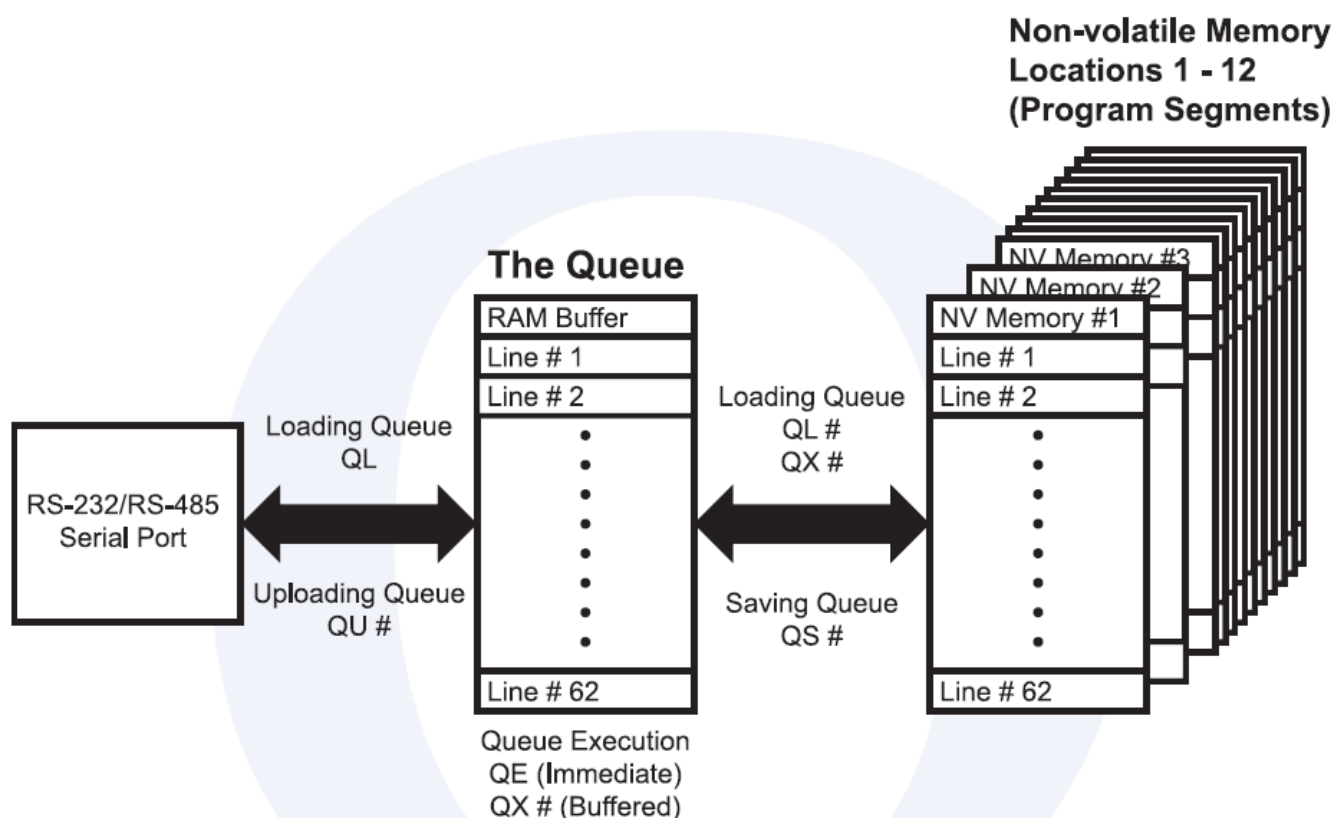 Non-volatile Memory
Locations 1 - 12
(Program Segments)
The Queue
RAM Buffer
Line # 1
Line # 2
Line # 62
Queue Execution
QE (Immediate)
QX # (Buffered)
RS-232/RS-485
Serial Port
Loading Queue
QL
Uploading Queue
QU #
Loading Queue
QL #
QX #
Saving Queue
QS #
NV Memory #3
NV Memory #2
NV Memory #1
Line # 1
Line # 2
Line # 62